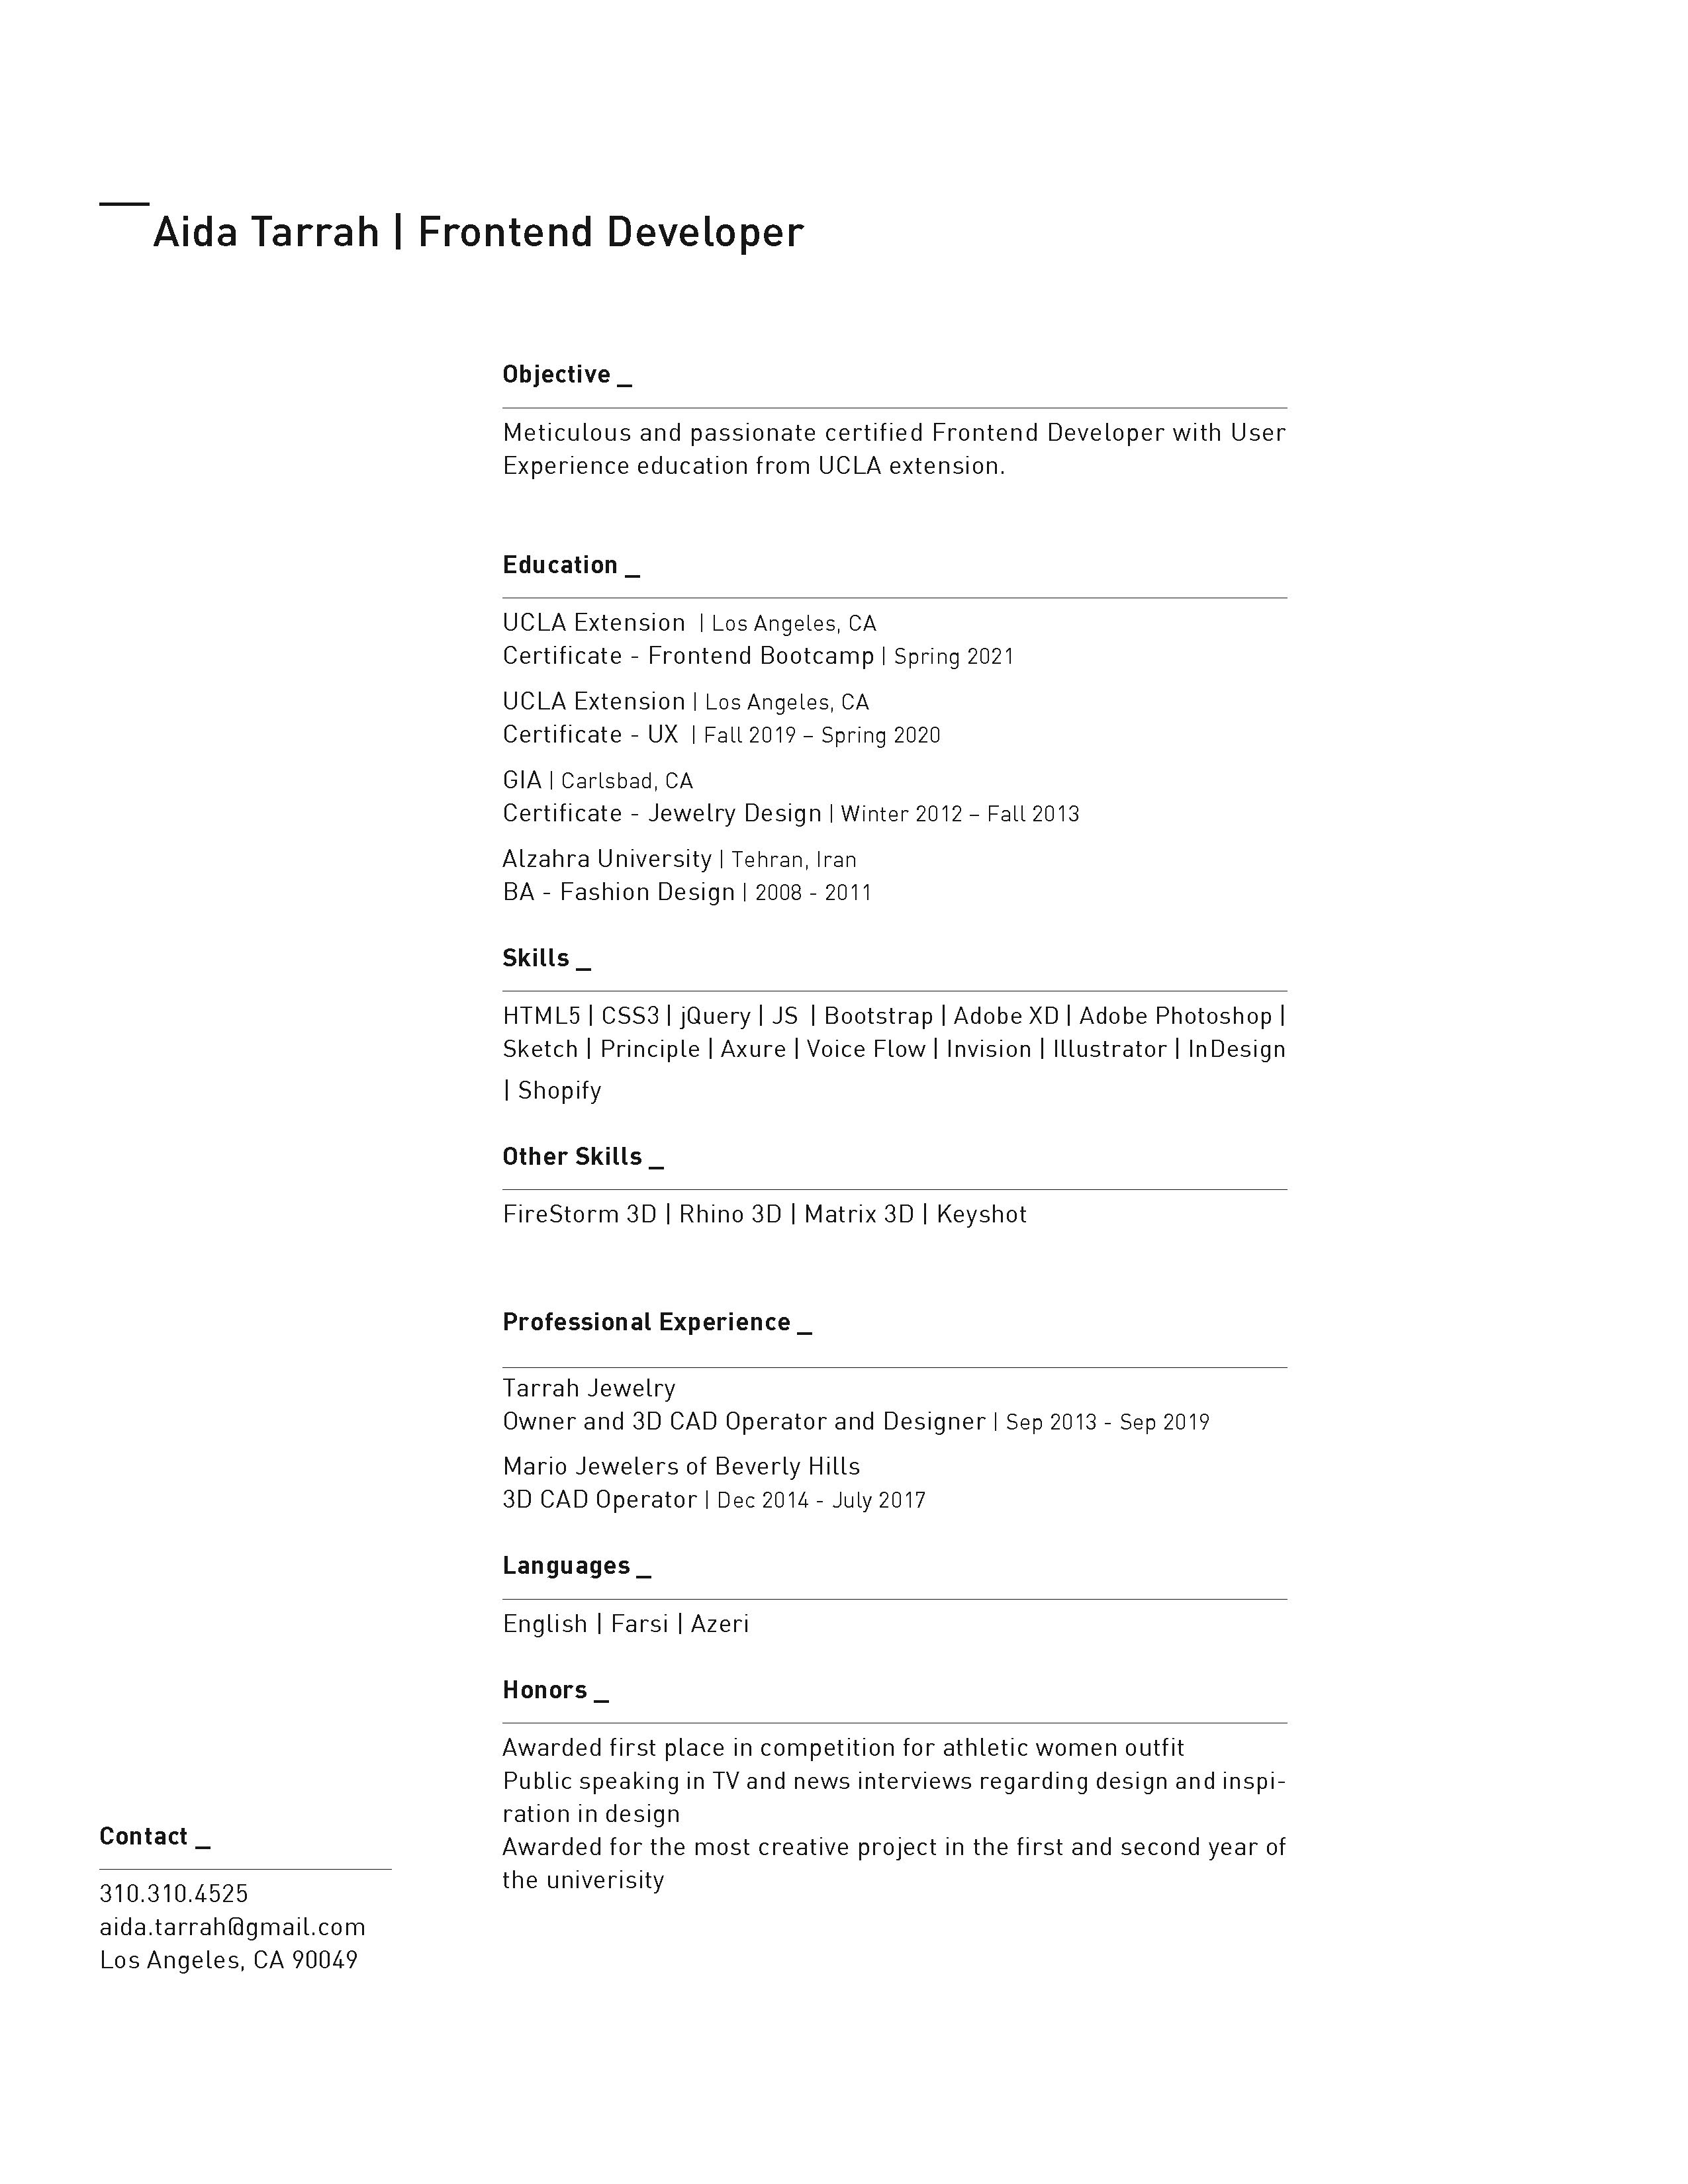 Aida Tarrah | Frontend Developer
Objective _
Meticulous and passionate certified Frontend Developer with User
Experience education from UCLA extension.
Education _
UCLA Extension | Los Angeles, CA
Certificate - Frontend Bootcamp | Spring 2021
UCLA Extension | Los Angeles, CA
Certificate - UX | Fall 2019 – Spring 2020
GIA | Carlsbad, CA
Certificate - Jewelry Design | Winter 2012 – Fall 2013
Alzahra University | Tehran, Iran
BA - Fashion Design | 2008 - 2011
Skills _
HTML5 | CSS3 | jQuery | JS | Bootstrap | Adobe XD | Adobe Photoshop |
Sketch | Principle | Axure | Voice Flow | Invision | Illustrator | InDesign
| Shopify
Other Skills _
FireStorm 3D | Rhino 3D | Matrix 3D | Keyshot
Professional Experience _
Tarrah Jewelry
Owner and 3D CAD Operator and Designer | Sep 2013 - Sep 2019
Mario Jewelers of Beverly Hills
3D CAD Operator | Dec 2014 - July 2017
Languages _
English | Farsi | Azeri
Honors _
Awarded first place in competition for athletic women outfit
Public speaking in TV and news interviews regarding design and inspi-
ration in design
Awarded for the most creative project in the first and second year of
the univerisity
Contact _
310.310.4525
aida.tarrah@gmail.com
Los Angeles, CA 90049